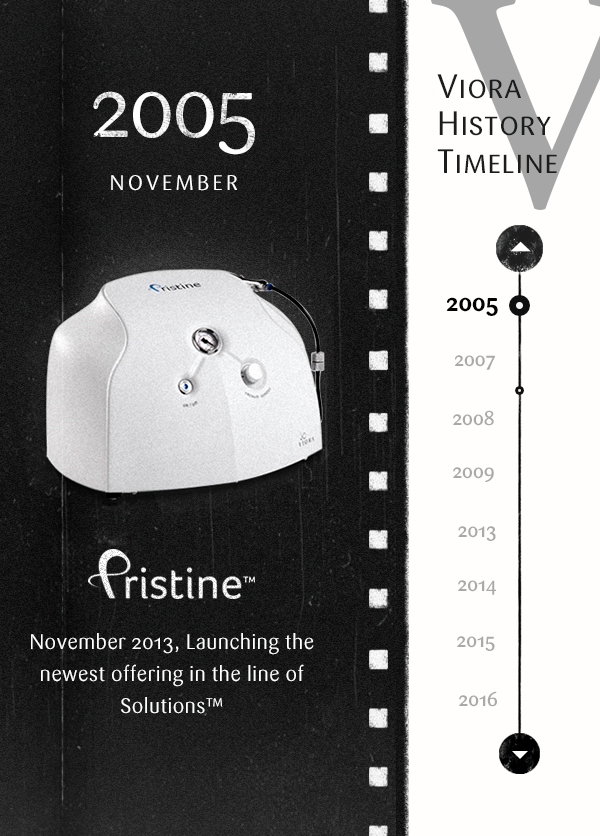 2005
NOVEMBER
Pristine
Pristine™
November 2013, Launching the
newest offering in the line of
Solutions™
V
VIORA
HISTORY
TIMELINE
2005
2007
2008
2009
2013
2014
2015
2016